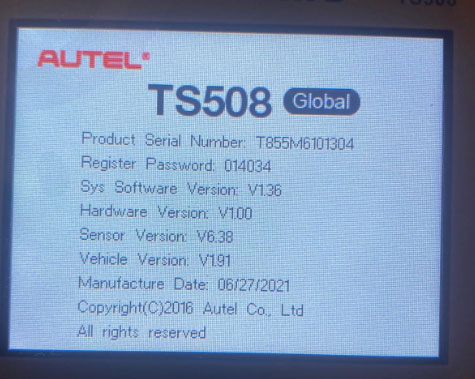 AUTEL®
TS508 Global
Product Serial Number: T855M6101304
Register Password: 014034
Sys Software Version: V1.36
Hardware Version: V1.00
Sensor Version: V6.38
Vehicle Version: V1.91
Manufacture Date: 06/27/2021
Copyright(C)2016 Autel Co., Ltd
All rights reserved